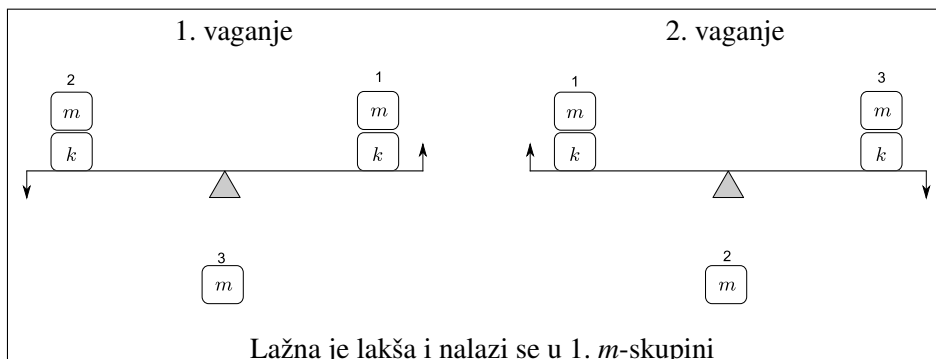 1. vaganje
2
m
k
1
m
k
3
m
2. vaganje
1
m
k
3
m
k
2
m
Lažna je lakša i nalazi se u 1. m-skupini